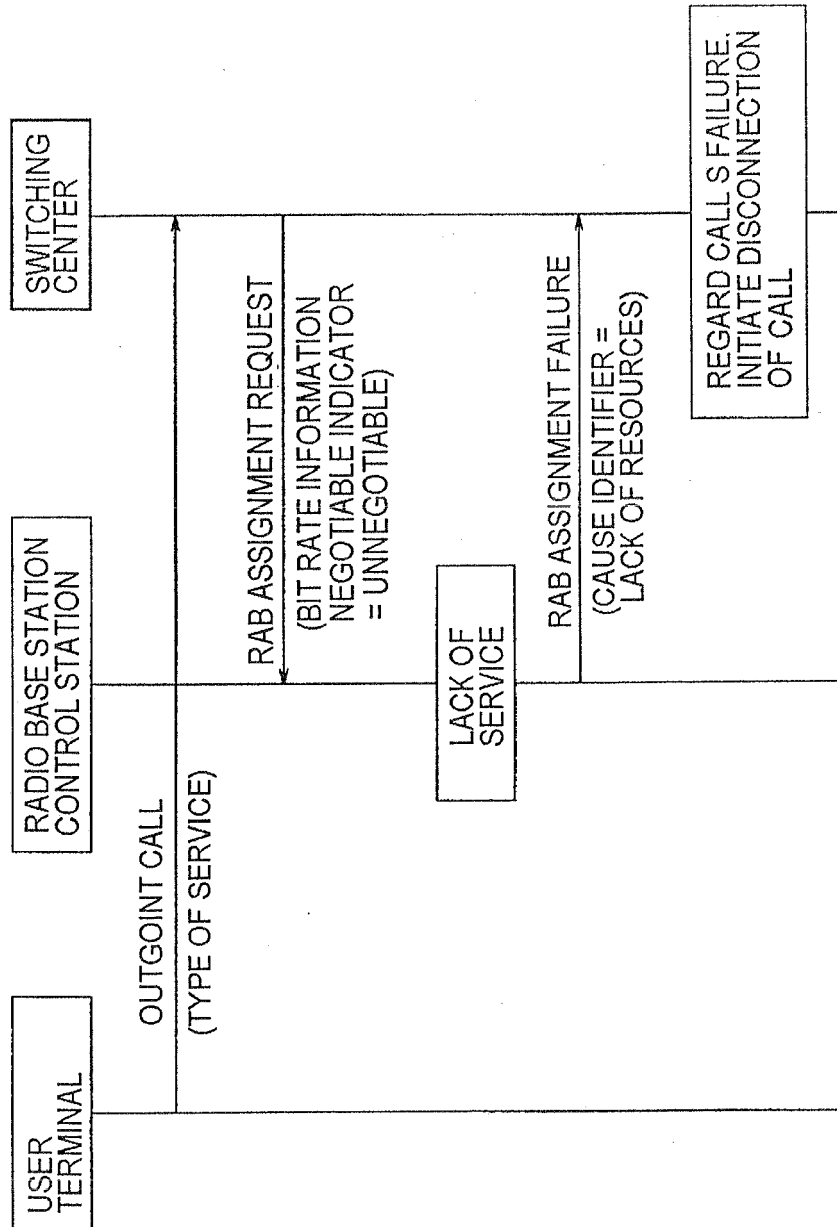 USER
TERMINAL
RADIO BASE STATION
CONTROL STATION
SWITCHING
CENTER
OUTGOINT CALL
(TYPE OF SERVICE)
RAB ASSIGNMENT REQUEST
(BIT RATE INFORMATION
NEGOTIABLE INDICATOR
= UNNEGOTIABLE)
LACK OF
SERVICE
RAB ASSIGNMENT FAILURE
(CAUSE IDENTIFIER =
LACK OF RESOURCES)
REGARD CALL S FAILURE.
INITIATE DISCONNECTION
OF CALL